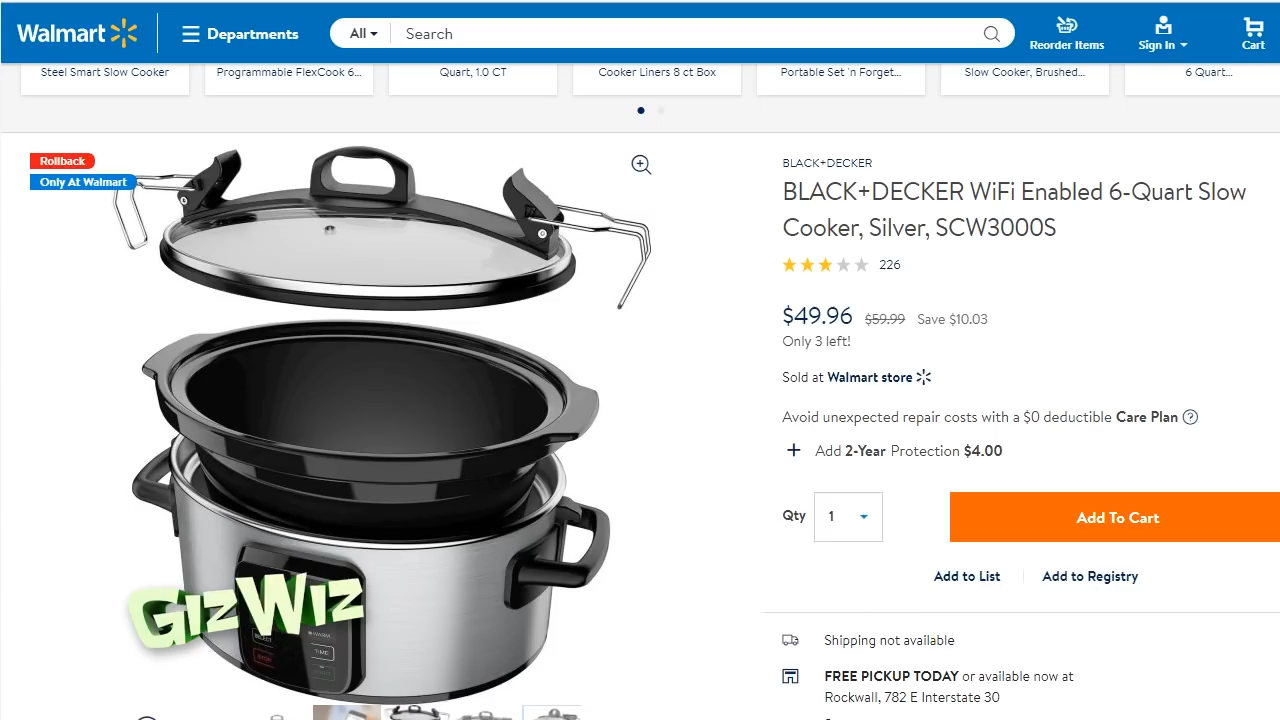 Walmart
Departments
All
Search
Reorder Items
Sign In
Cart
Steel Smart Slow Cooker
Programmable FlexCook 6...
Quart, 1.0 CT
Cooker Liners 8 ct Box
Portable Set 'n Forget...
Slow Cooker, Brushed...
6 Quart...
Rollback
Only At Walmart
BLACK+DECKER
BLACK+DECKER WiFi Enabled 6-Quart Slow
Cooker, Silver, SCW3000S
226
$49.96 $59.99 Save $10.03
Only 3 left!
Sold at Walmart store
Avoid unexpected repair costs with a $0 deductible Care Plan ?
+ Add 2-Year Protection $4.00
Qty 1
Add To Cart
Add to List
Add to Registry
Shipping not available
FREE PICKUP TODAY or available now at
Rockwall, 782 E Interstate 30
GizWiz
SELECT
WARM
TIME